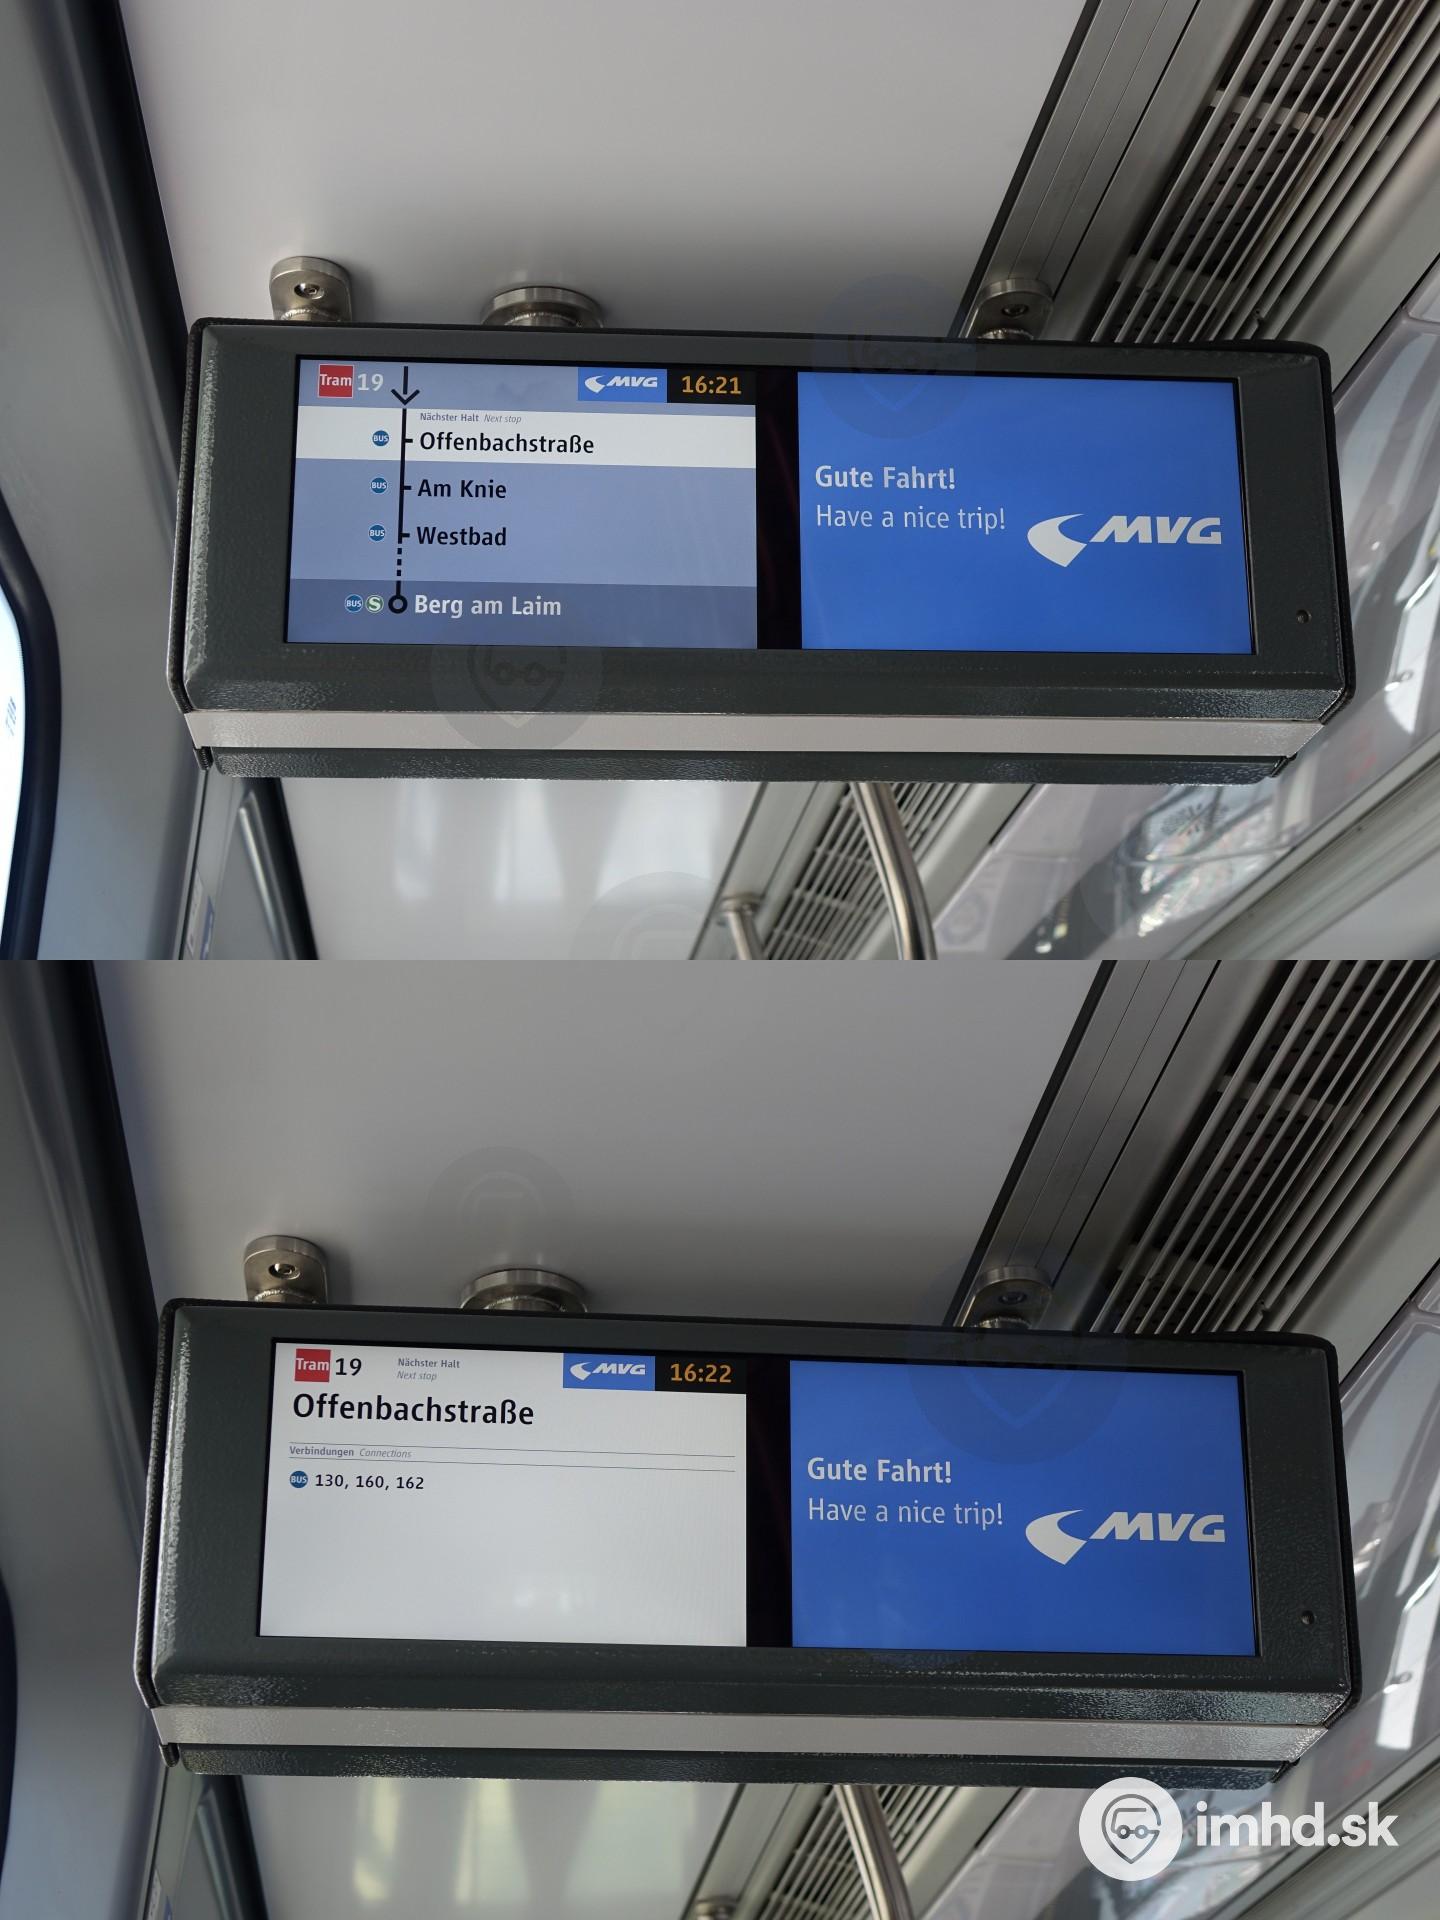 Tram 19
MVG
16:21
Nächster Halt Next stop
BUS Offenbachstraße
BUS Am Knie
BUS Westbad
BUS S Berg am Laim
Gute Fahrt!
Have a nice trip!
MVG
Tram 19
Nächster Halt
Next stop
MVG
16:22
Offenbachstraße
Verbindungen Connections
BUS 130, 160, 162
Gute Fahrt!
Have a nice trip!
MVG
imhd.sk